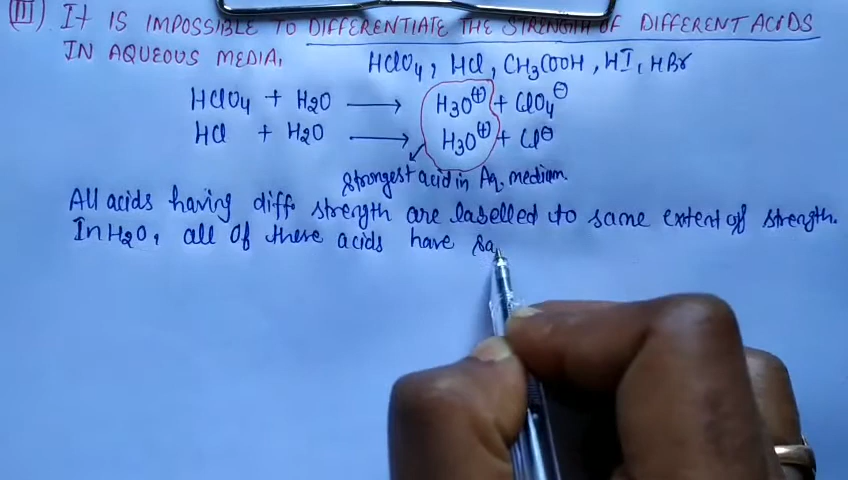 (III) It IS IMPOSSIBLE TO DIFFERENTIATE THE STRENGTH OF DIFFERENT ACIDS
IN AQUEOUS MEDIA,
HClO4, HCl, CH3COOH, HI, HBr
HClO4 + H2O ⟶ H3O⊕ + ClO4⊖
HCl + H2O ⟶ H3O⊕ + Cl⊖
Strongest acid in Aq. medium.
All acids having diff. strength are labelled to same extent of strength.
In H2O, all of these acids have sa